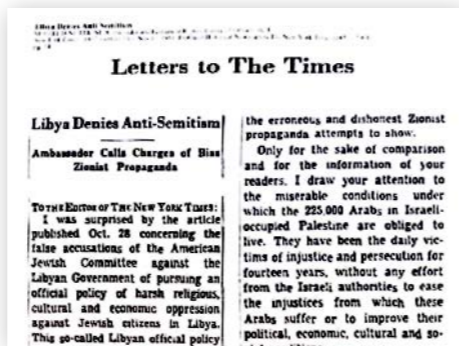 Libya Denies Anti-Semitism
Letters to The Times
Libya Denies Anti-Semitism
Ambassador Calls Charges of Bias
Zionist Propaganda
TO THE EDITOR OF THE NEW YORK TIMES:
I was surprised by the article
published Oct. 28 concerning the
false accusations of the American
Jewish Committee against the
Libyan Government of pursuing an
official policy of harsh religious,
cultural and economic oppression
against Jewish citizens in Libya.
This so-called Libyan official policy
the erroneous and dishonest Zionist
propaganda attempts to show.
Only for the sake of comparison
and for the information of your
readers, I draw your attention to
the miserable conditions under
which the 225,000 Arabs in Israeli-
occupied Palestine are obliged to
live. They have been the daily vic-
tims of injustice and persecution for
fourteen years, without any effort
from the Israeli authorities to ease
the injustices from which these
Arabs suffer or to improve their
political, economic, cultural and so-